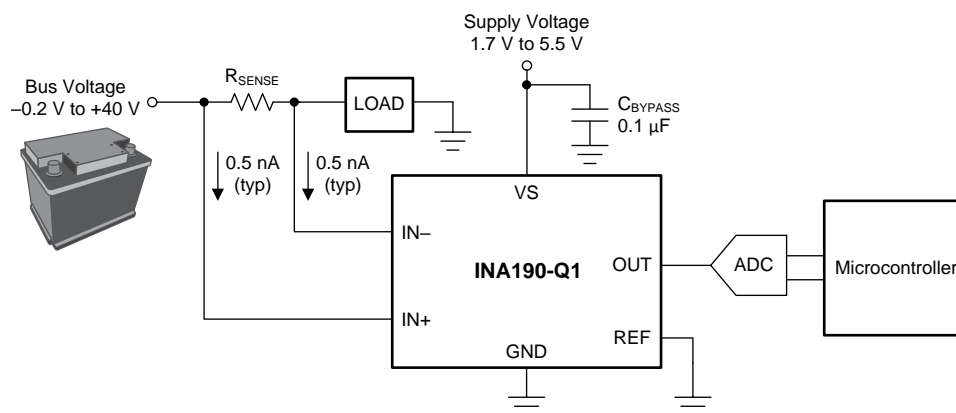 Supply Voltage
1.7 V to 5.5 V
Bus Voltage
–0.2 V to +40 V
RSENSE
LOAD
CBYPASS
0.1 µF
0.5 nA
(typ)
0.5 nA
(typ)
VS
IN–
INA190-Q1
OUT
ADC
Microcontroller
IN+
REF
GND